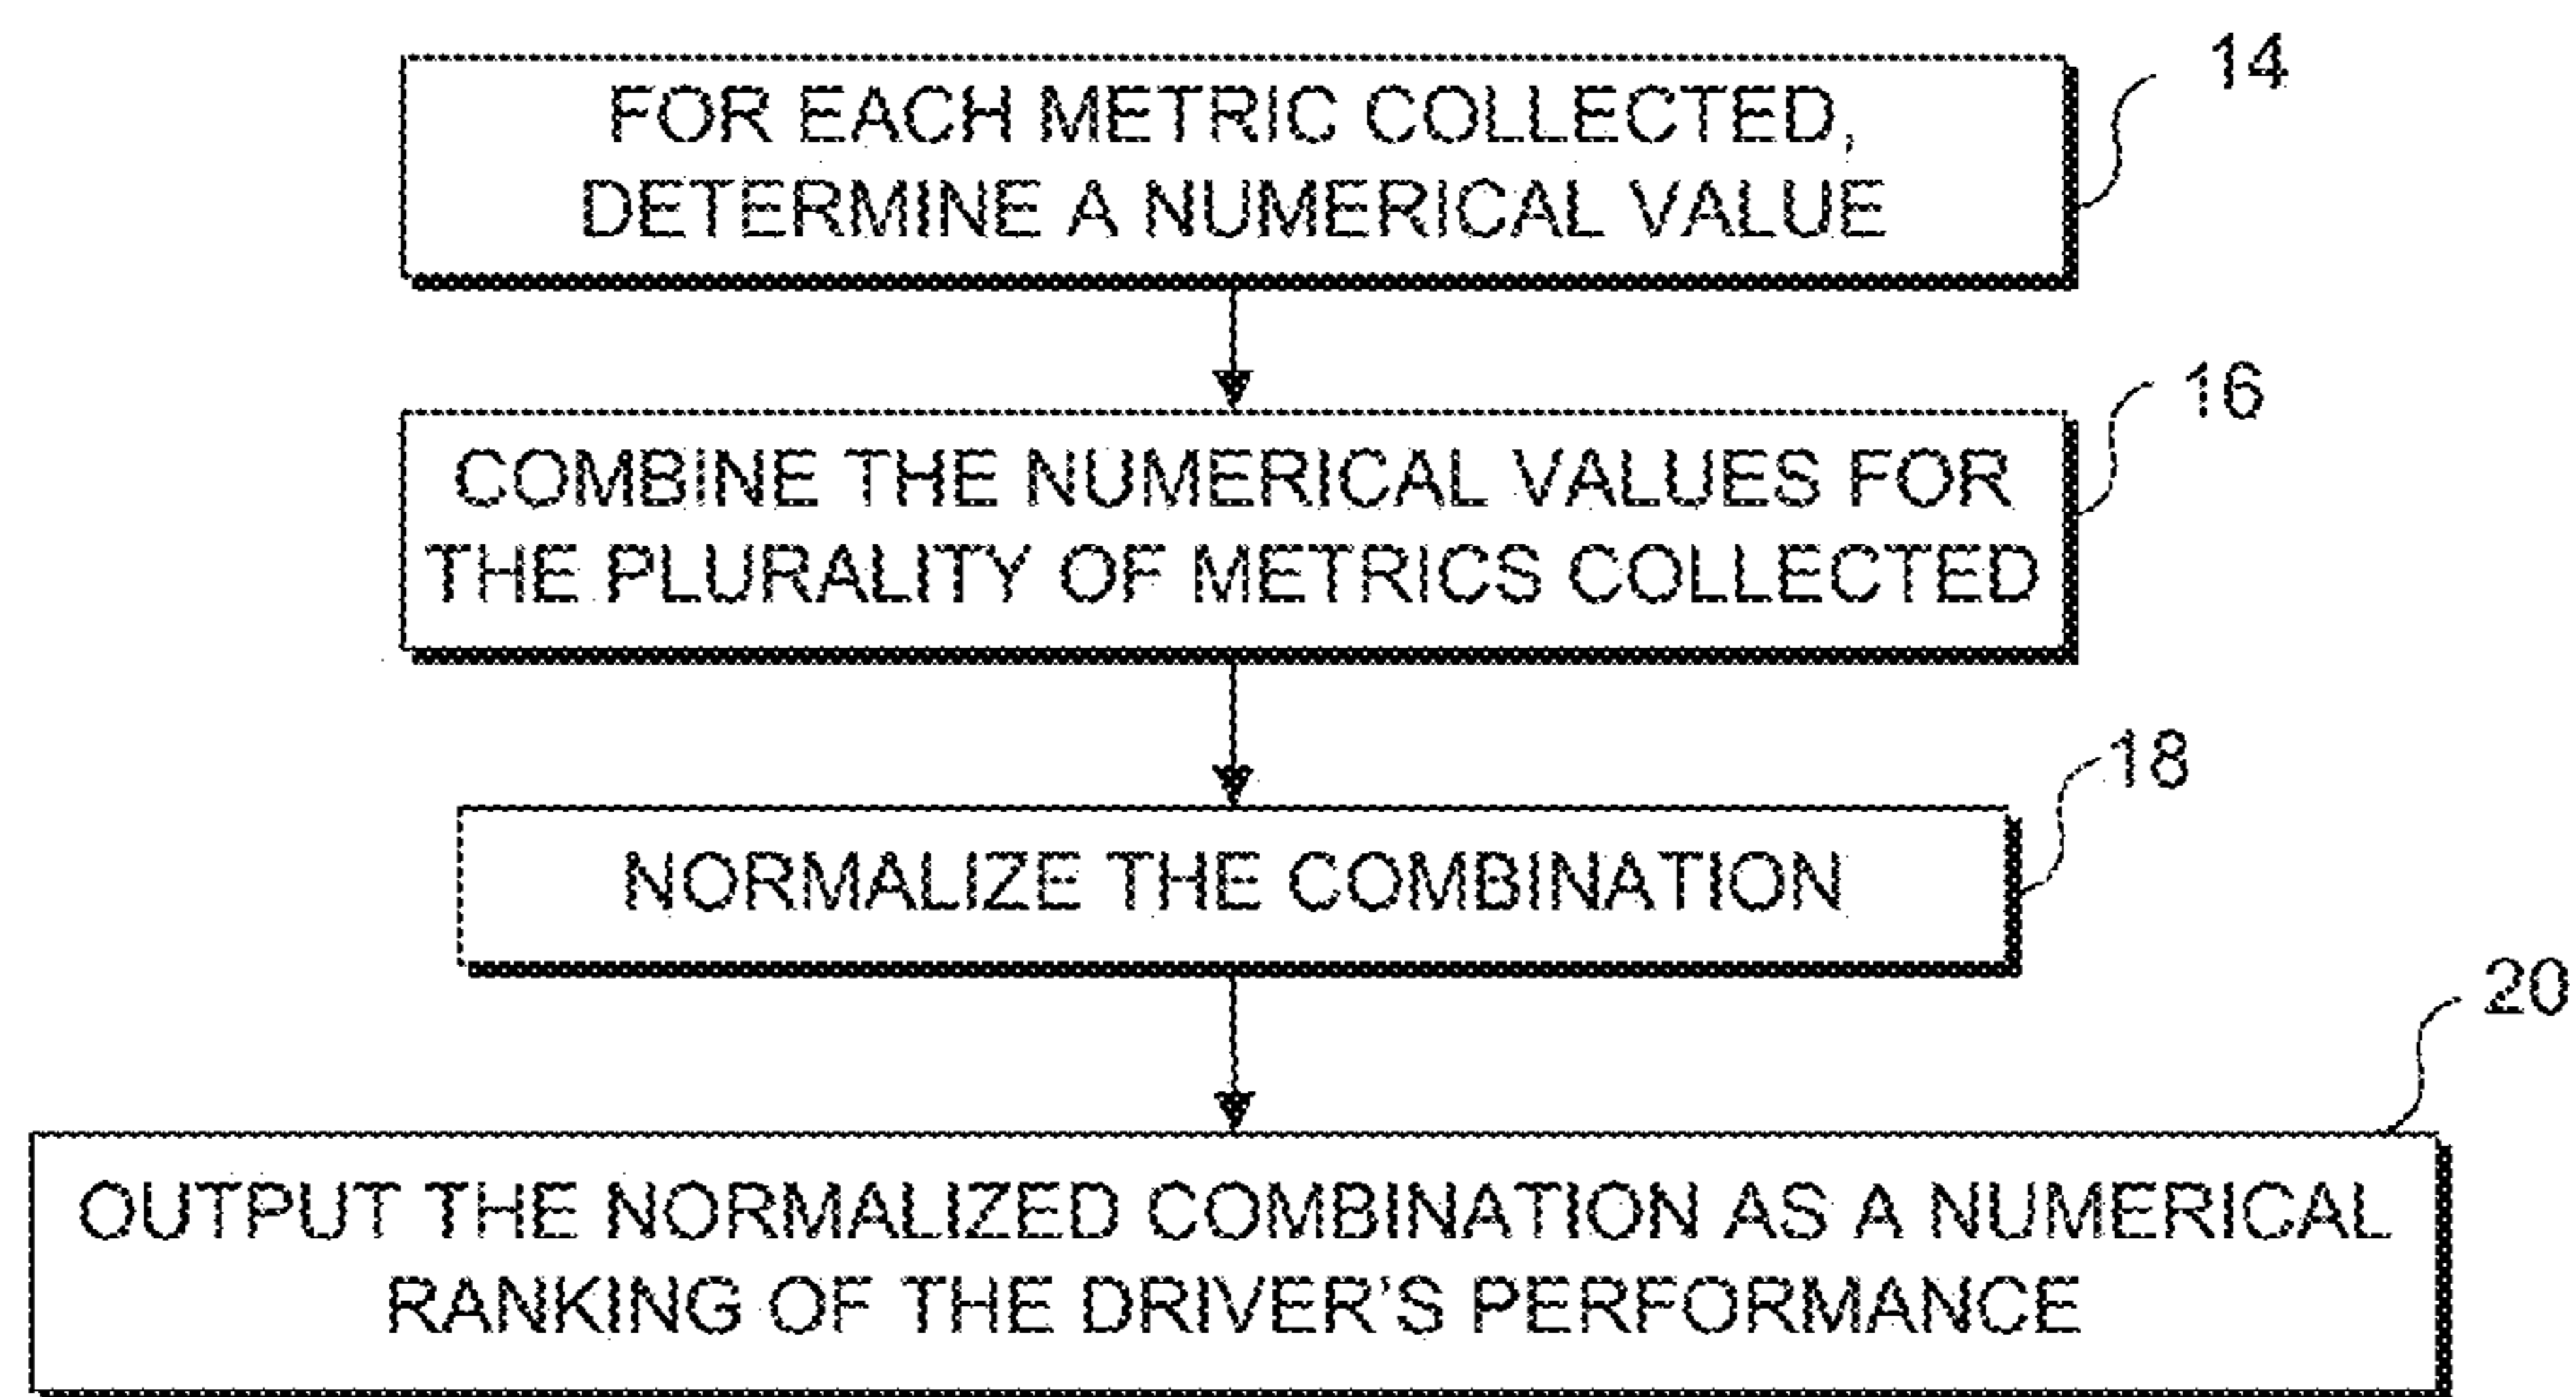 14
FOR EACH METRIC COLLECTED,
DETERMINE A NUMERICAL VALUE
16
COMBINE THE NUMERICAL VALUES FOR
THE PLURALITY OF METRICS COLLECTED
18
NORMALIZE THE COMBINATION
20
OUTPUT THE NORMALIZED COMBINATION AS A NUMERICAL
RANKING OF THE DRIVER'S PERFORMANCE